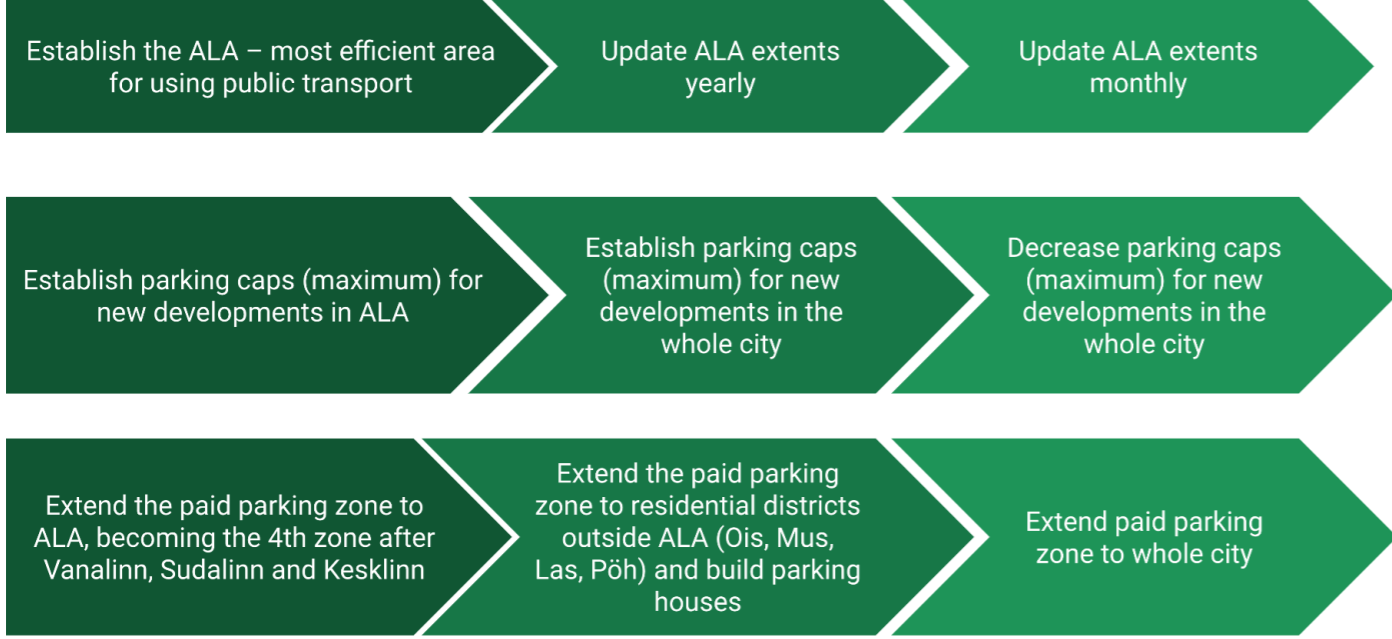 Establish the ALA – most efficient area
for using public transport
Update ALA extents
yearly
Update ALA extents
monthly
Establish parking caps (maximum) for
new developments in ALA
Establish parking caps
(maximum) for new
developments in the
whole city
Decrease parking caps
(maximum) for new
developments in the
whole city
Extend the paid parking zone to
ALA, becoming the 4th zone after
Vanalinn, Sudalinn and Kesklinn
Extend the paid parking
zone to residential districts
outside ALA (Ois, Mus,
Las, Pöh) and build parking
houses
Extend paid parking
zone to whole city